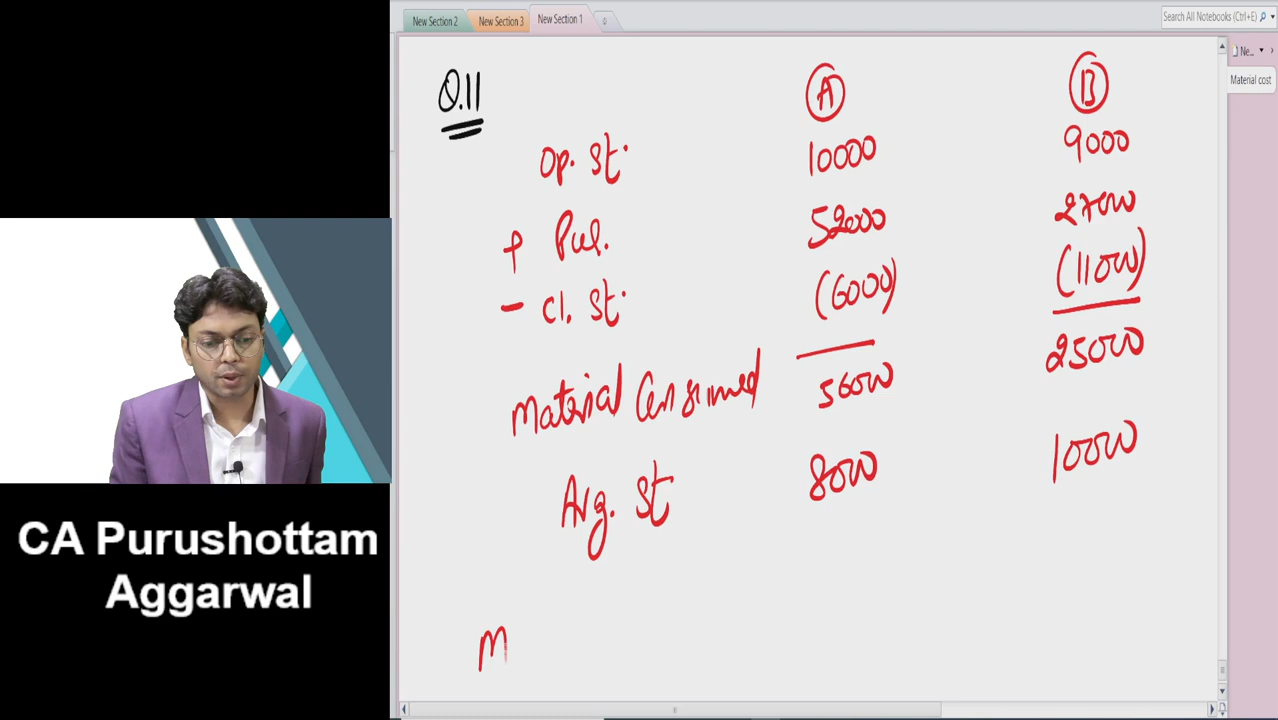 New Section 2 New Section 3 New Section 1
Search All Notebooks (Ctrl+E)
Ne...
Material cost
Q.11 A B
Op. St. 10000 9000
+ Pur. 52000 27000
- Cl. St. (6000) (11000)
Material Consumed 56000 25000
Avg. St 8000 10000
M
CA Purushottam
Aggarwal